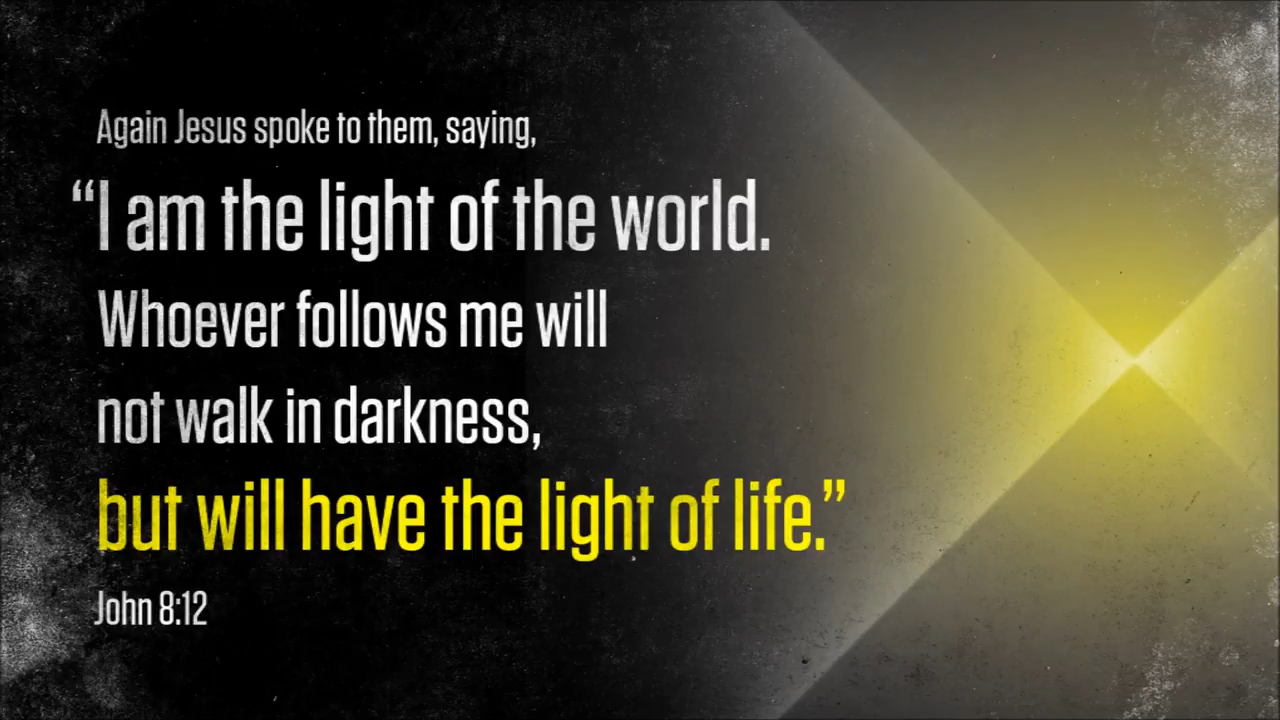 Again Jesus spoke to them, saying,
“I am the light of the world.
Whoever follows me will
not walk in darkness,
but will have the light of life.”
John 8:12